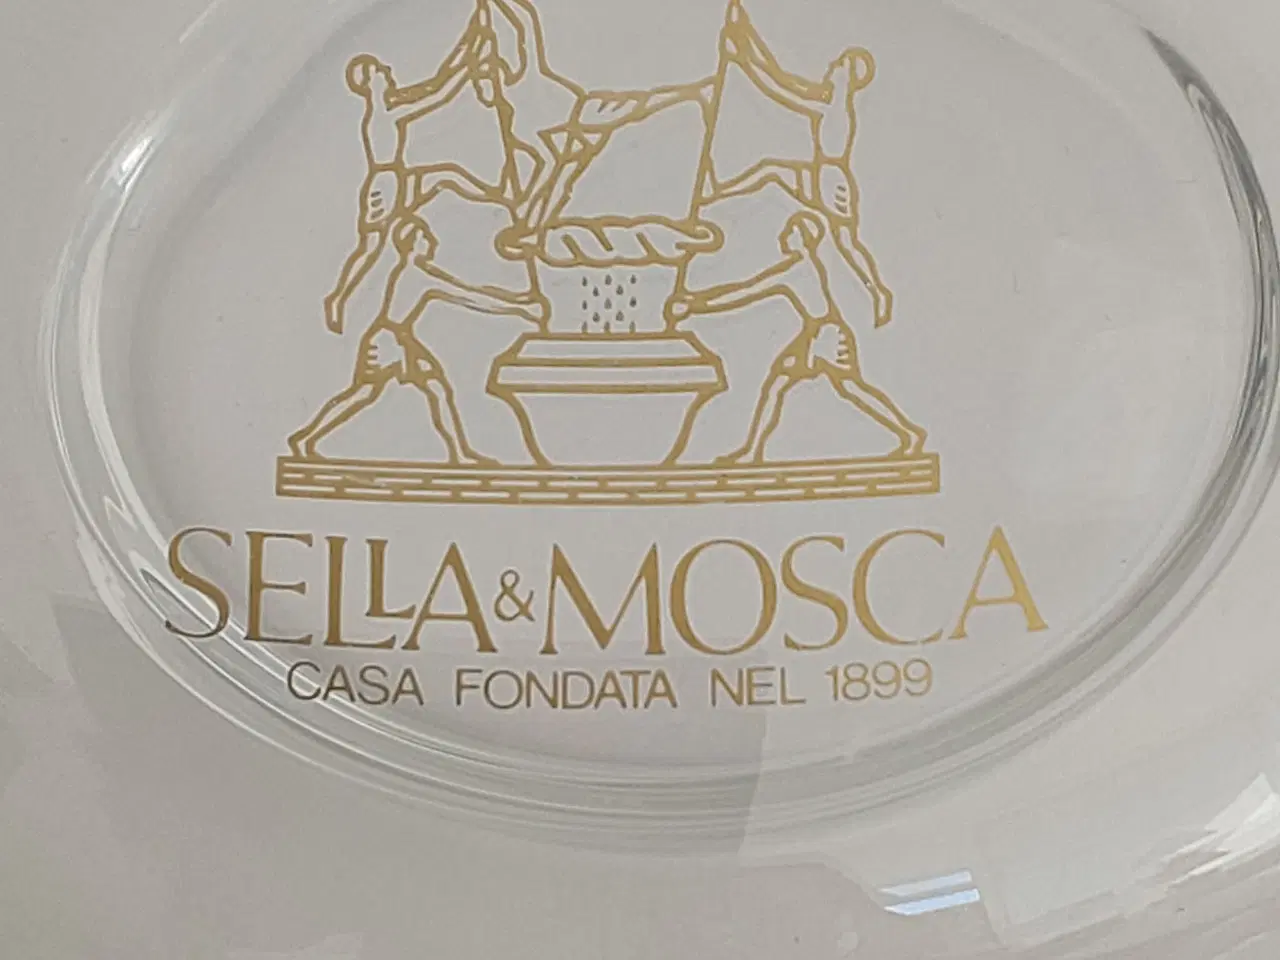 SELLA & MOSCA
CASA FONDATA NEL 1899